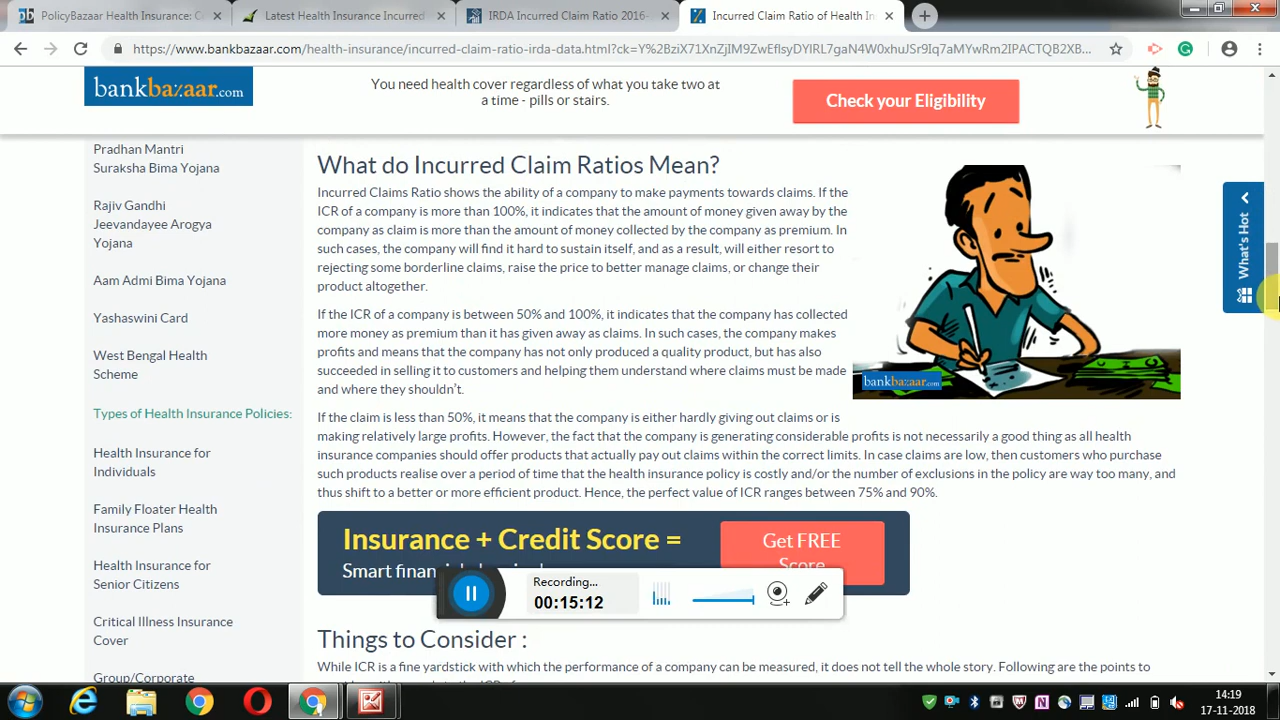 PolicyBazaar Health Insurance: C
Latest Health Insurance Incurred
IRDA Incurred Claim Ratio 2016-
Incurred Claim Ratio of Health In
https://www.bankbazaar.com/health-insurance/incurred-claim-ratio-irda-data.html?ck=
bankbazaar.com
You need health cover regardless of what you take two at
a time - pills or stairs.
Check your Eligibility
Pradhan Mantri
Suraksha Bima Yojana
Rajiv Gandhi
Jeevandayee Arogya
Yojana
Aam Admi Bima Yojana
Yashaswini Card
West Bengal Health
Scheme
Types of Health Insurance Policies:
Health Insurance for
Individuals
Family Floater Health
Insurance Plans
Health Insurance for
Senior Citizens
Critical Illness Insurance
Cover
Group/Corporate
What do Incurred Claim Ratios Mean?
Incurred Claims Ratio shows the ability of a company to make payments towards claims. If the
ICR of a company is more than 100%, it indicates that the amount of money given away by the
company as claim is more than the amount of money collected by the company as premium. In
such cases, the company will find it hard to sustain itself, and as a result, will either resort to
rejecting some borderline claims, raise the price to better manage claims, or change their
product altogether.
If the ICR of a company is between 50% and 100%, it indicates that the company has collected
more money as premium than it has given away as claims. In such cases, the company makes
profits and means that the company has not only produced a quality product, but has also
succeeded in selling it to customers and helping them understand where claims must be made
and where they shouldn't.
bankbazaar.com
If the claim is less than 50%, it means that the company is either hardly giving out claims or is
making relatively large profits. However, the fact that the company is generating considerable profits is not necessarily a good thing as all health
insurance companies should offer products that actually pay out claims within the correct limits. In case claims are low, then customers who purchase
such products realise over a period of time that the health insurance policy is costly and/or the number of exclusions in the policy are way too many, and
thus shift to a better or more efficient product. Hence, the perfect value of ICR ranges between 75% and 90%.
Insurance + Credit Score =
Get FREE
Score
Recording...
00:15:12
Things to Consider :
While ICR is a fine yardstick with which the performance of a company can be measured, it does not tell the whole story. Following are the points to
What's Hot
14:19
17-11-2018